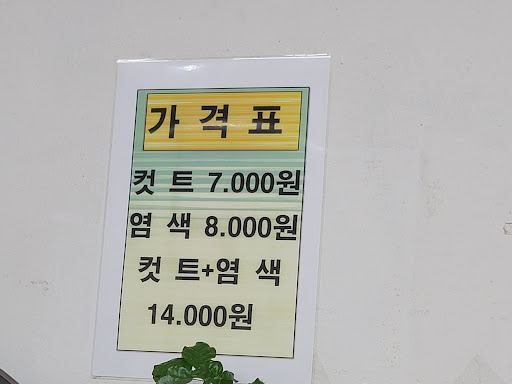 가 격 표
컷 트 7.000원
염 색 8.000원
컷 트+염 색
14.000원